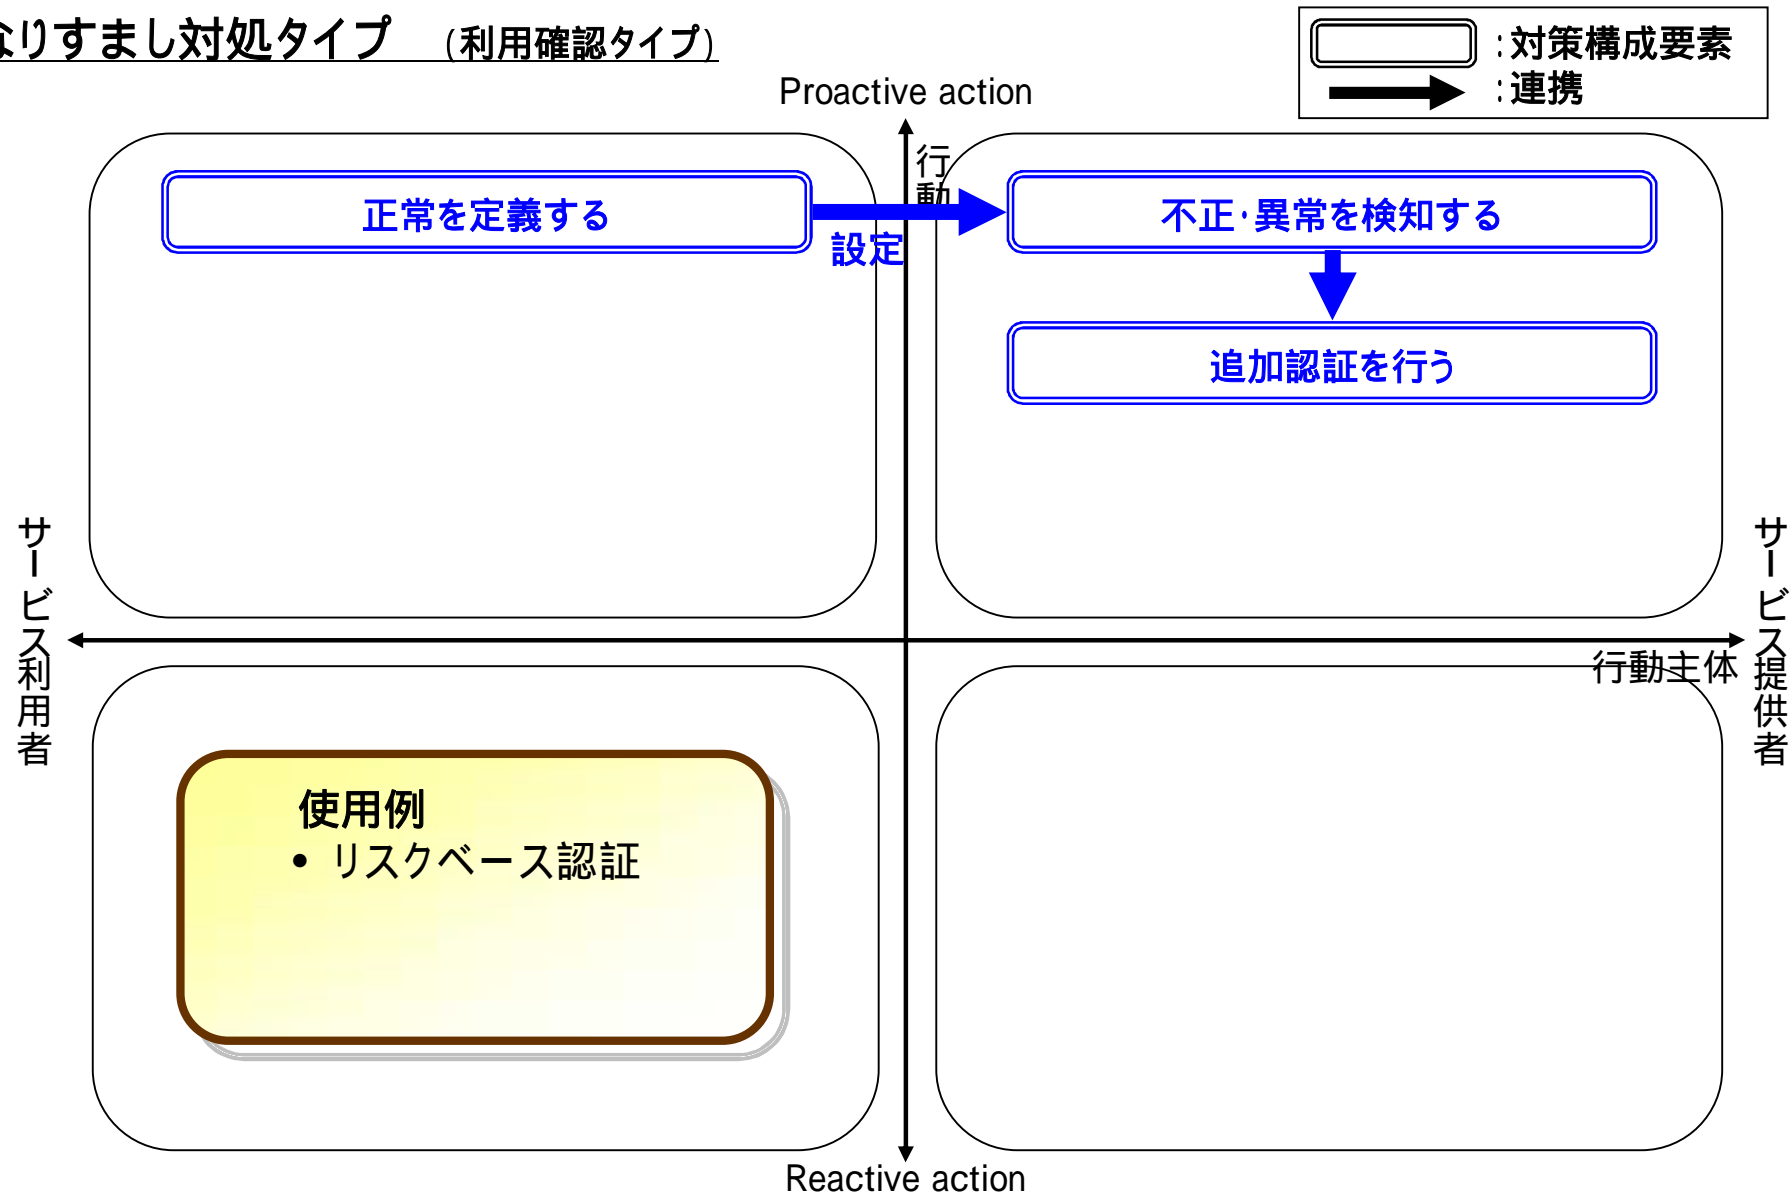 なりすまし対処タイプ (利用確認タイプ)
:対策構成要素
:連携
Proactive action
行動
正常を定義する
設定
不正・異常を検知する
追加認証を行う
サービス利用者
行動主体
サービス提供者
使用例
• リスクベース認証
Reactive action